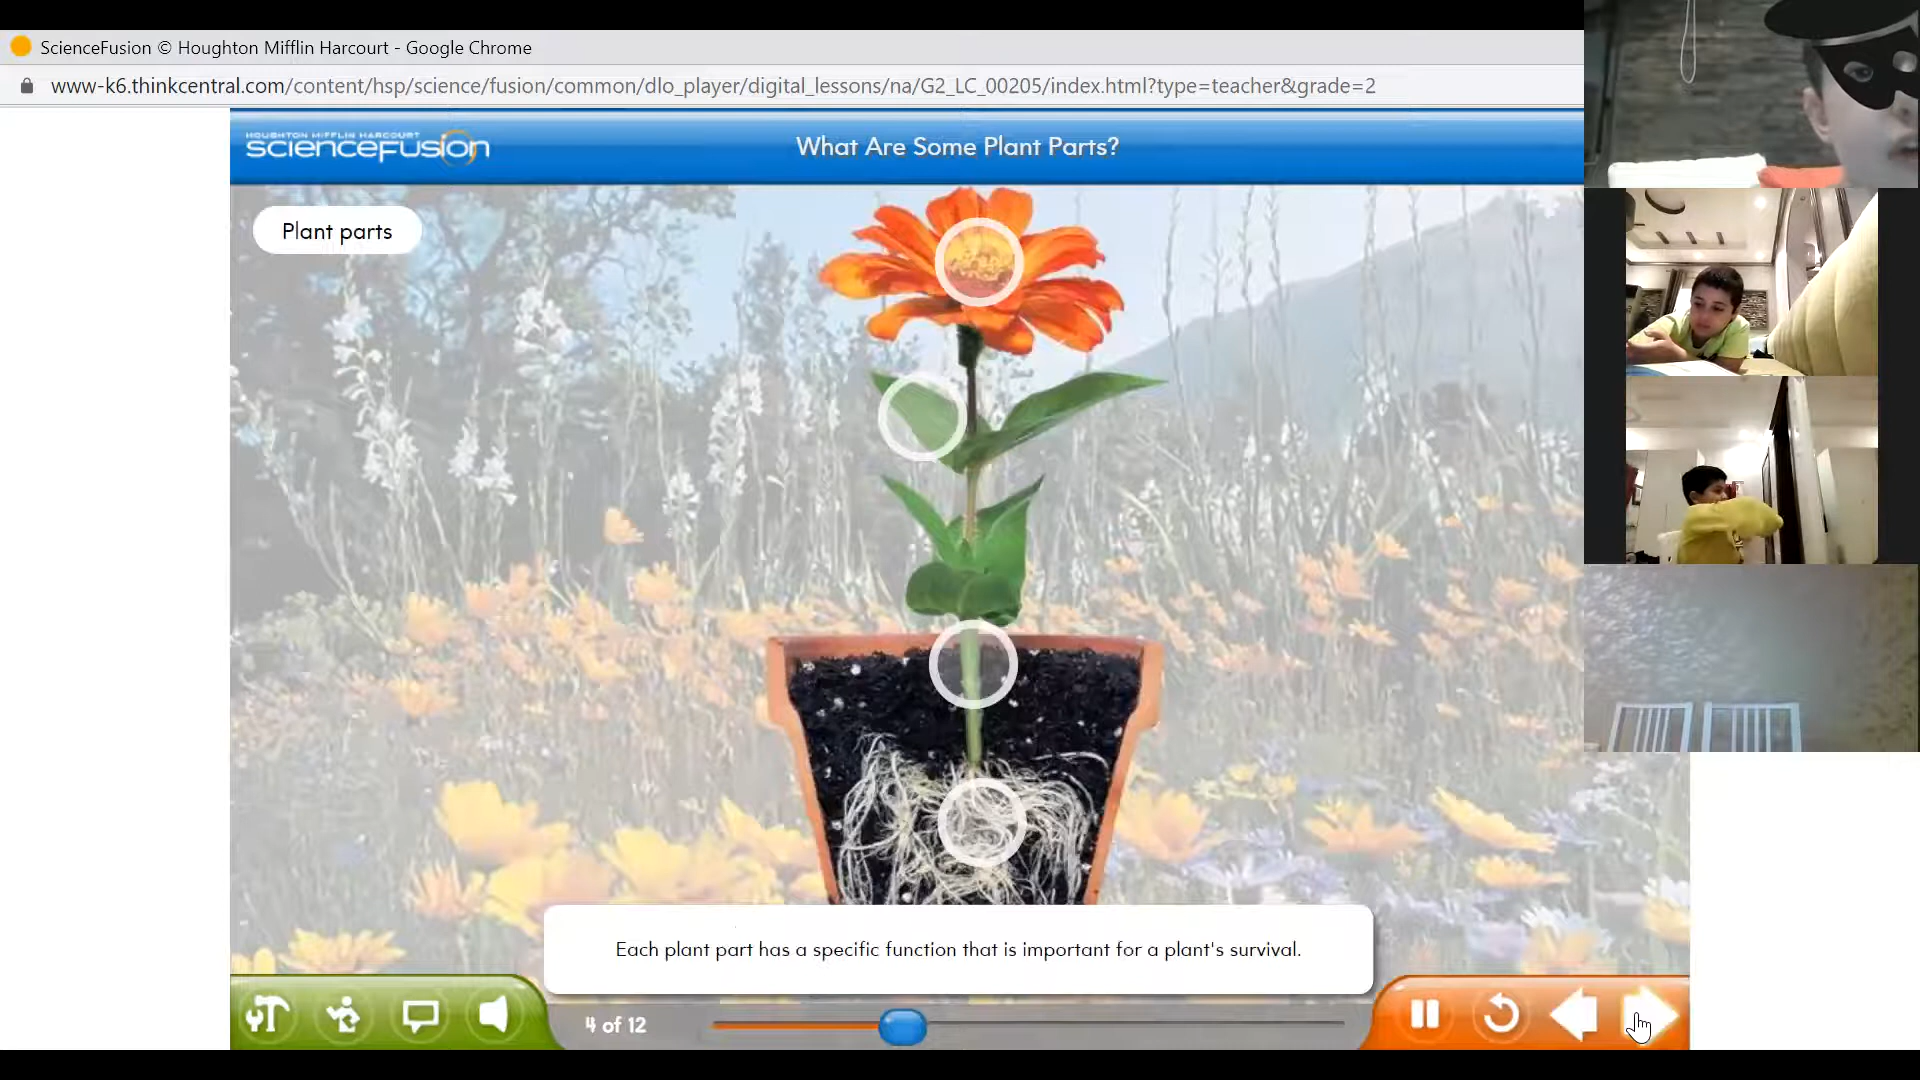 ScienceFusion © Houghton Mifflin Harcourt - Google Chrome
www-k6.thinkcentral.com/content/hsp/science/fusion/common/dlo_player/digital_lessons/na/G2_LC_00205/index.html?type=teacher&grade=2
HOUGHTON MIFFLIN HARCOURT
scienceFusion
What Are Some Plant Parts?
Plant parts
Each plant part has a specific function that is important for a plant's survival.
4 of 12